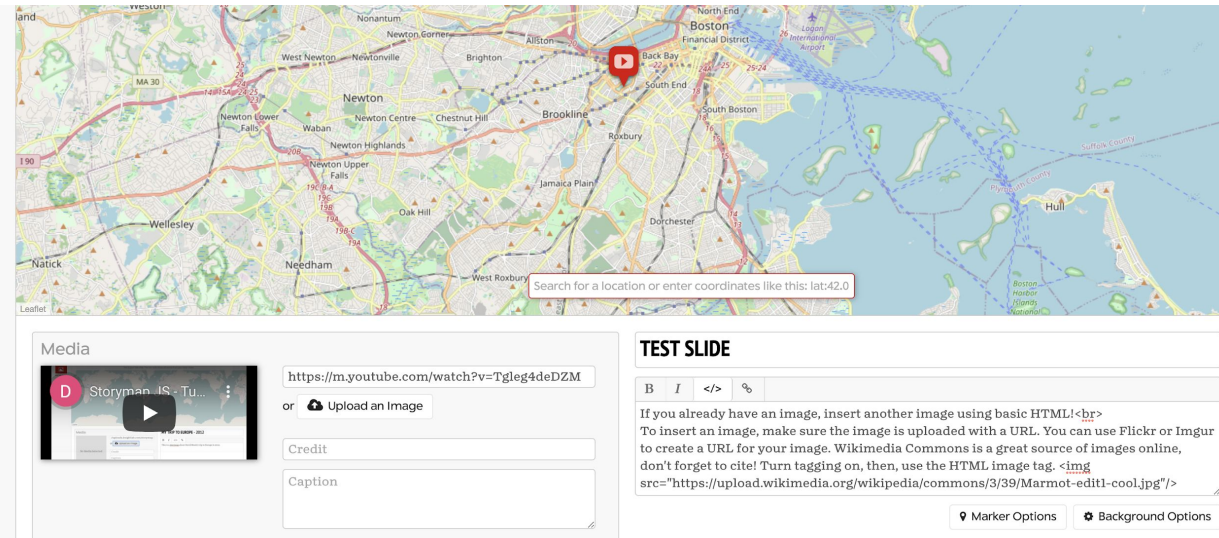 land
Weston
Nonantum
Newton Corner
Allston
North End
Boston
Financial District
Logan
International
Airport
West Newton
Newtonville
Brighton
Back Bay
MA 30
South End
Newton
Newton Lower
Falls
Waban
Newton Centre
Chestnut Hill
Brookline
South Boston
Roxbury
Newton Highlands
I 90
Newton Upper
Falls
Jamaica Plain
Suffolk County
Plymouth County
Oak Hill
Hull
Wellesley
Dorchester
Natick
Needham
West Roxbury
Search for a location or enter coordinates like this: lat:42.0
Boston
Harbor
Islands
National
Leaflet
Media
D
Storyman JS - Tu...
https://m.youtube.com/watch?v=Tgleg4deDZM
or Upload an Image
Credit
Caption
TEST SLIDE
B I </>
If you already have an image, insert another image using basic HTML!<br>
To insert an image, make sure the image is uploaded with a URL. You can use Flickr or Imgur
to create a URL for your image. Wikimedia Commons is a great source of images online,
don't forget to cite! Turn tagging on, then, use the HTML image tag. <img
src="https://upload.wikimedia.org/wikipedia/commons/3/39/Marmot-edit1-cool.jpg"/>
Marker Options
Background Options